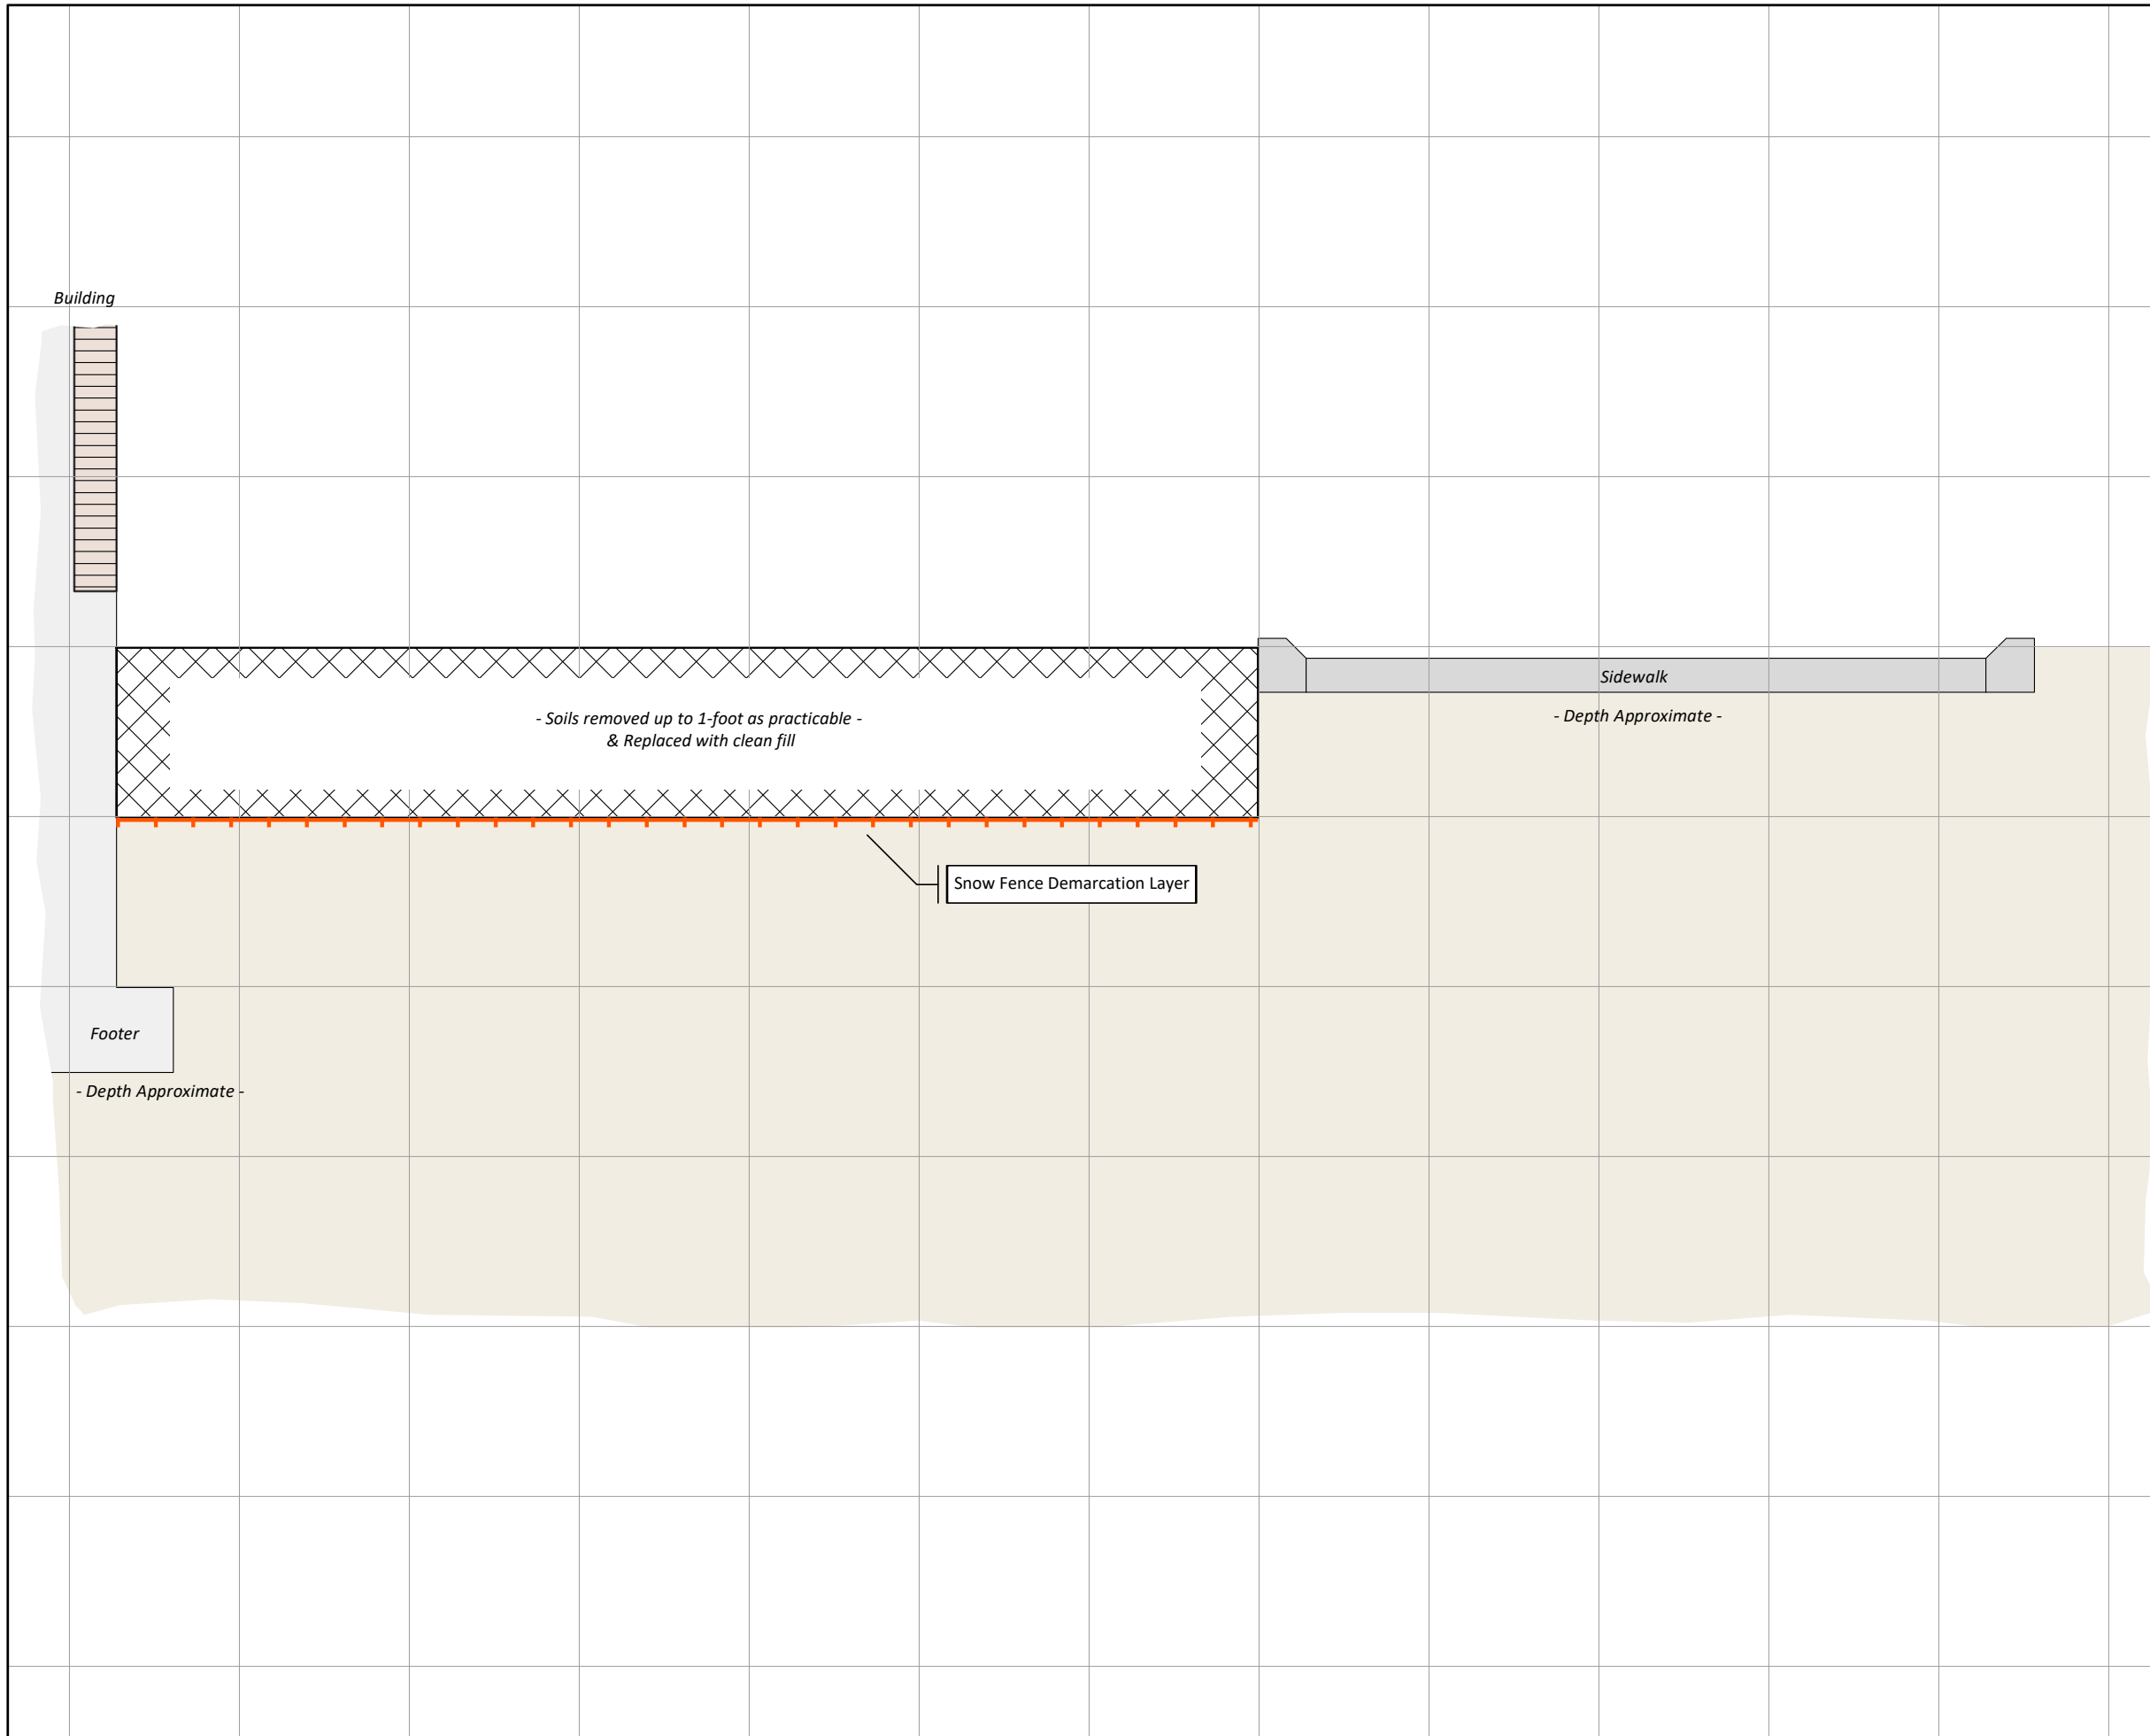 Building
- Soils removed up to 1-foot as practicable -
& Replaced with clean fill
Sidewalk
- Depth Approximate -
Snow Fence Demarcation Layer
Footer
- Depth Approximate -